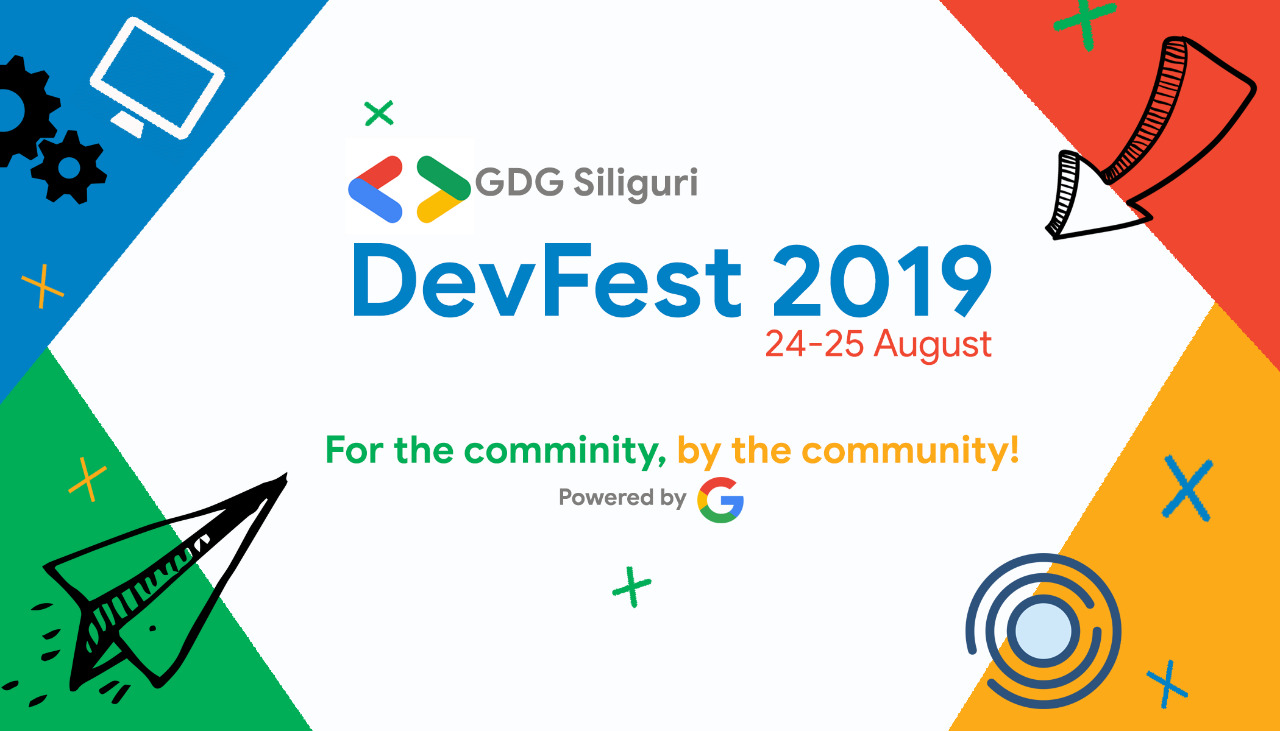 GDG Siliguri
DevFest 2019
24-25 August
For the comminity, by the community!
Powered by G